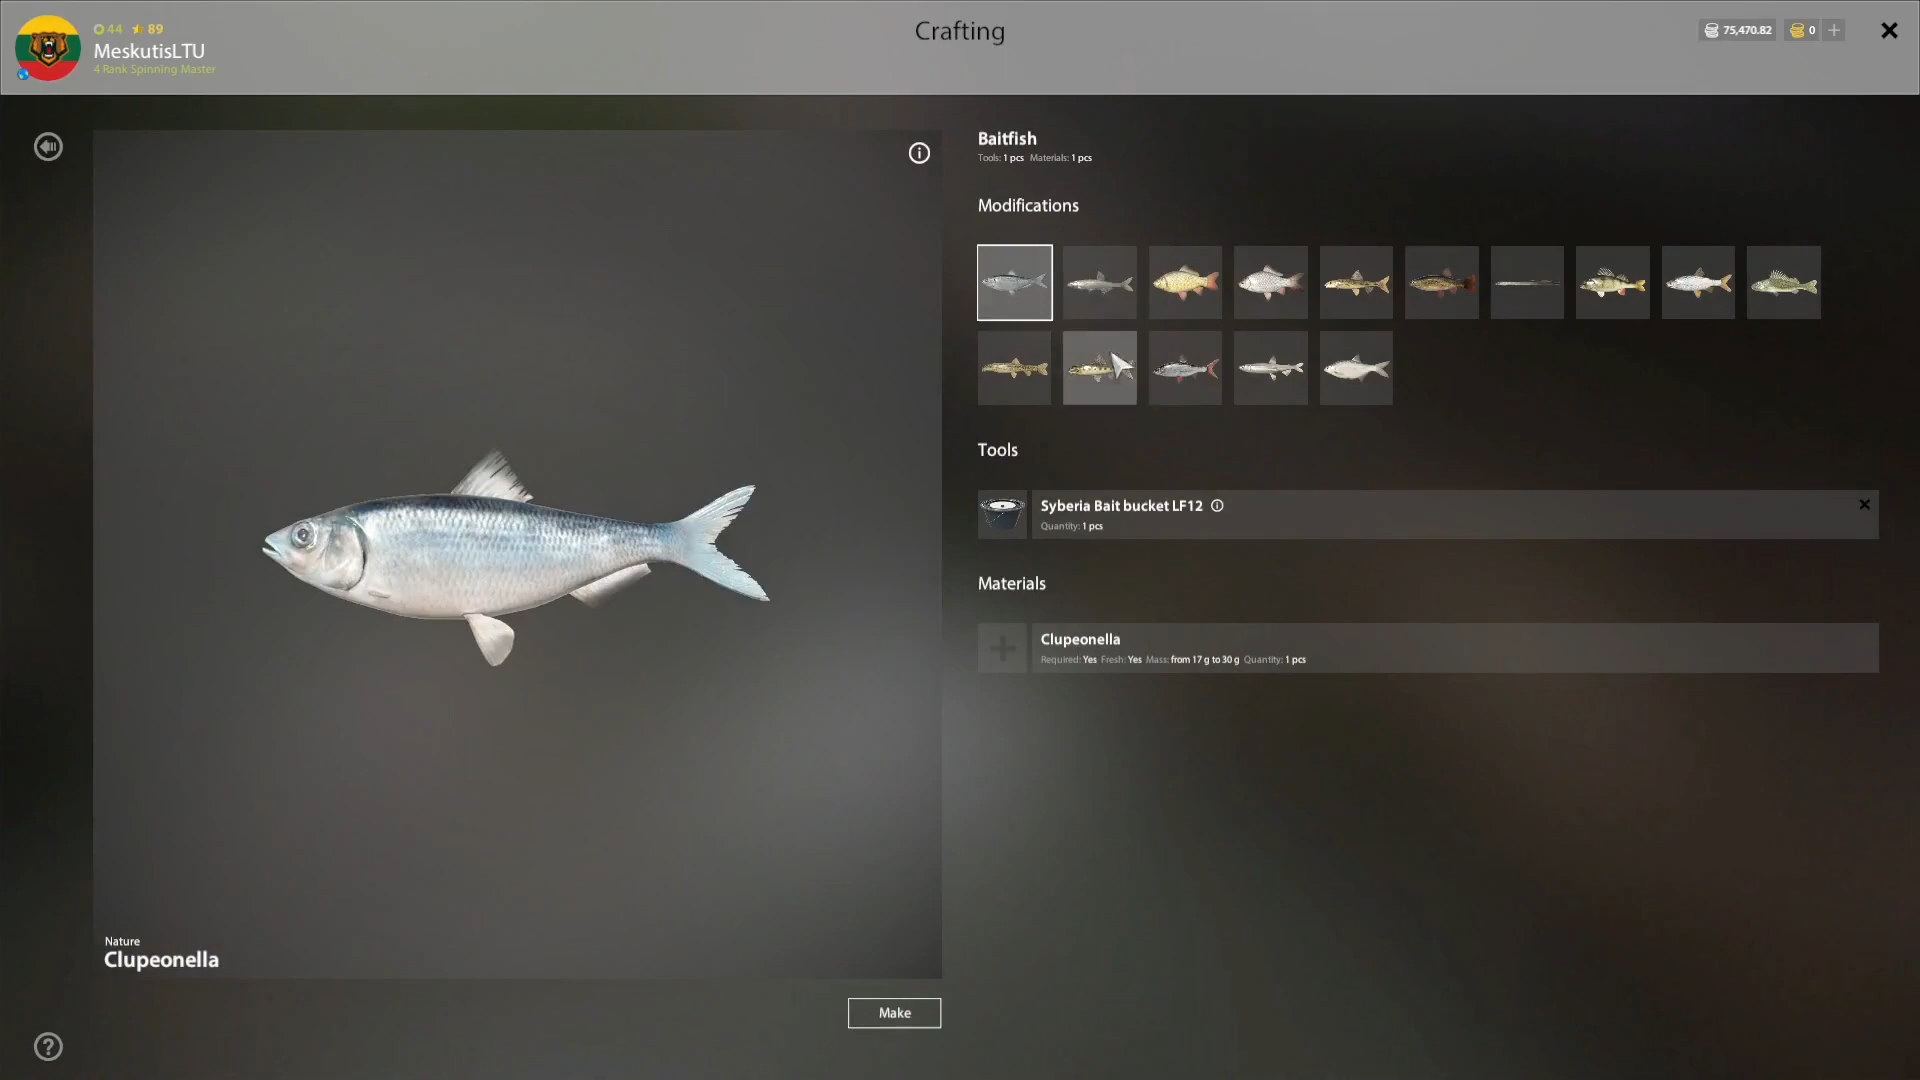 44 89
MeskutisLTU
4 Rank Spinning Master
Crafting
75,470.82 0 +
Baitfish
Tools: 1 pcs Materials: 1 pcs
Modifications
Tools
Syberia Bait bucket LF12
Quantity: 1 pcs
Materials
Clupeonella
Required: Yes Fresh: Yes Mass: from 17 g to 30 g Quantity: 1 pcs
Nature
Clupeonella
Make